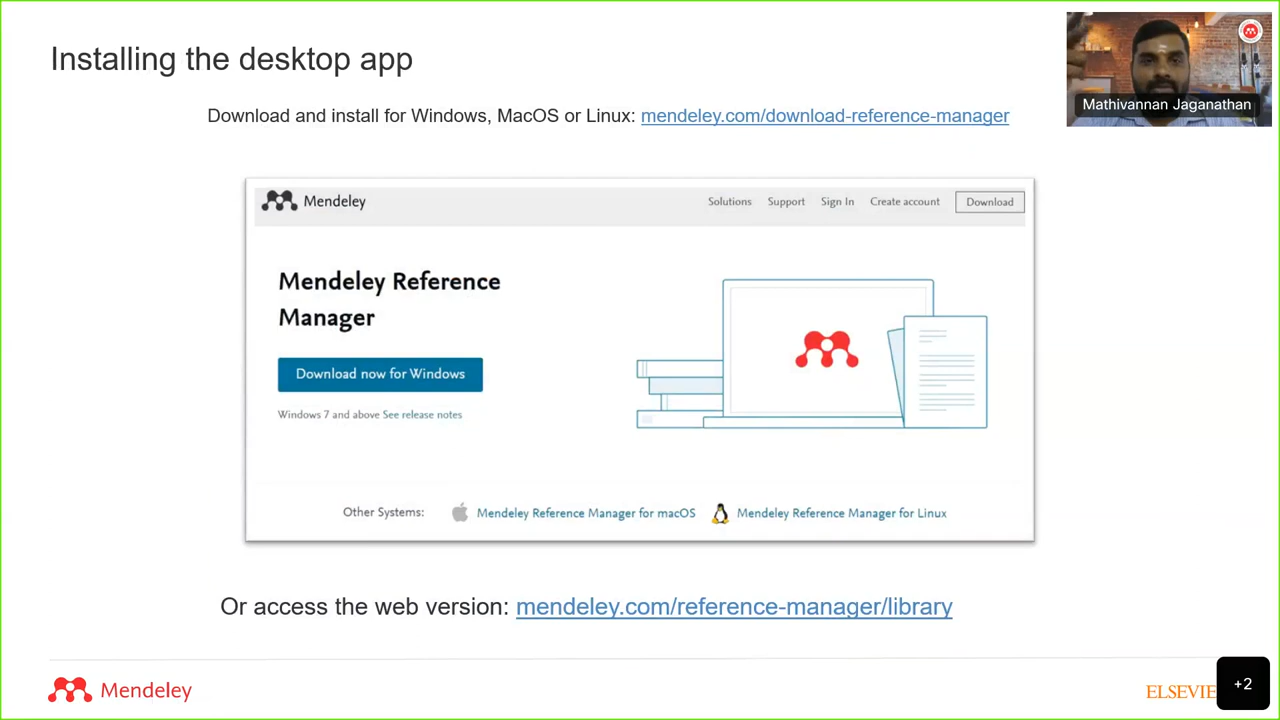 Installing the desktop app
Mathivannan Jaganathan
Download and install for Windows, MacOS or Linux: mendeley.com/download-reference-manager
Mendeley
Solutions Support Sign In Create account Download
Mendeley Reference
Manager
Download now for Windows
Windows 7 and above See release notes
Other Systems: Mendeley Reference Manager for macOS Mendeley Reference Manager for Linux
Or access the web version: mendeley.com/reference-manager/library
Mendeley
ELSEVIE
+2